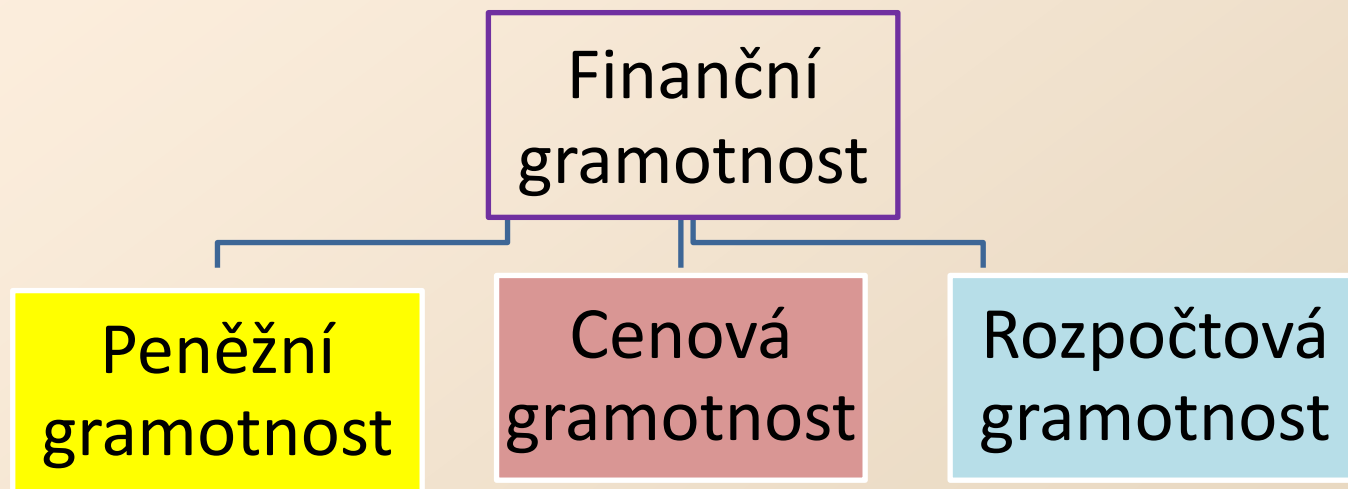 Finanční
gramotnost
Peněžní
gramotnost
Cenová
gramotnost
Rozpočtová
gramotnost